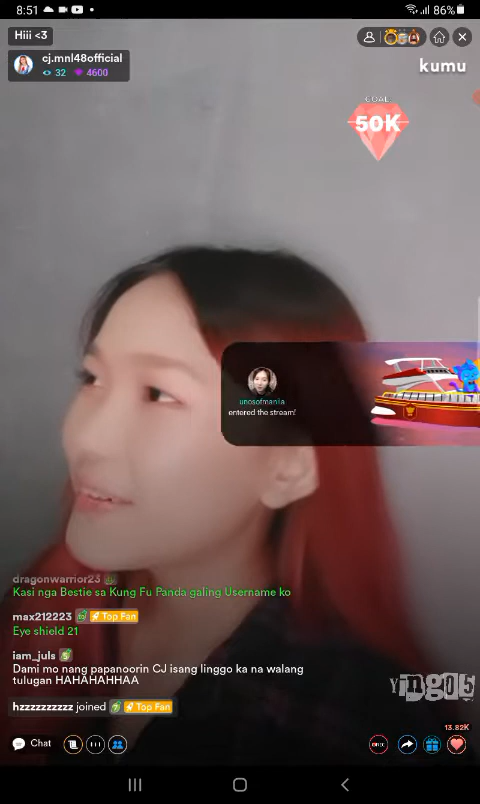 8:51
86%
Hiii <3
cj.mnl48official
32 4600
kumu
GOAL
50K
unosofmanila
entered the stream!
dragonwarrior23
Kasi nga Bestie sa Kung Fu Panda galing Username ko
max212223 Top Fan
Eye shield 21
iam_juls
Dami mo nang papanoorin CJ isang linggo ka na walang
tulugan HAHAHAHHAA
hzzzzzzzzzz joined Top Fan
Ying05
13.82K
Chat